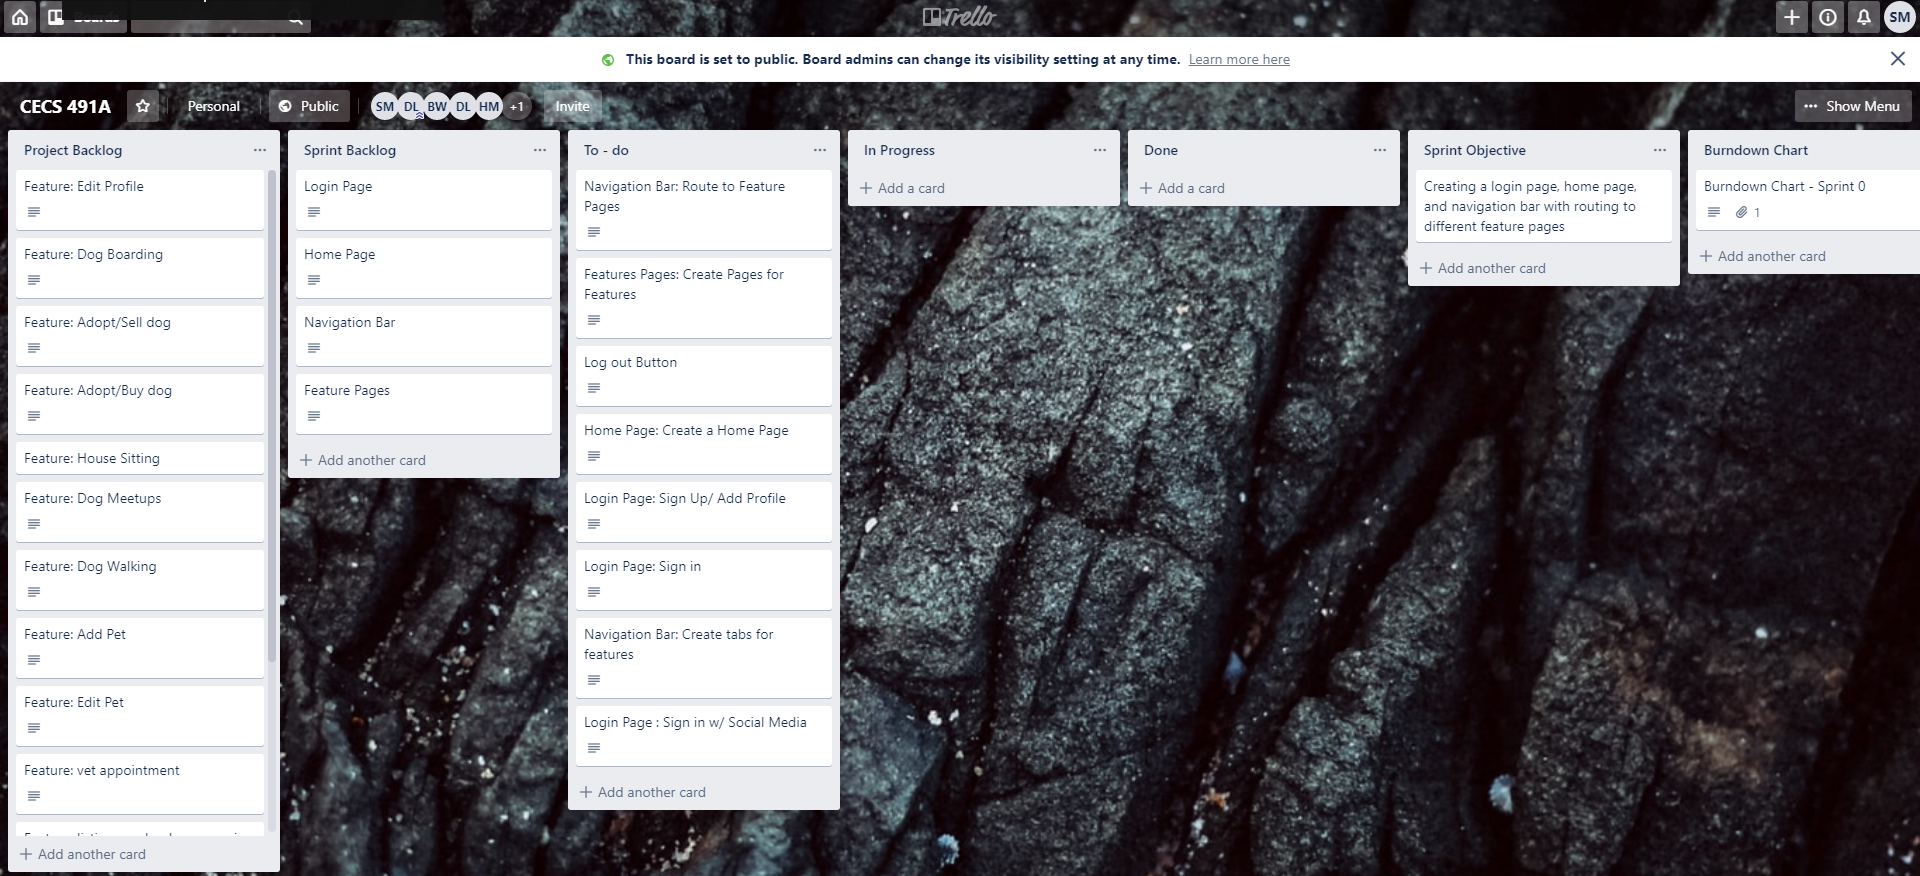 Boards
Trello
SM
This board is set to public. Board admins can change its visibility setting at any time. Learn more here
CECS 491A
Personal
Public
SM DL BW DL HM +1
Invite
Show Menu
Project Backlog
Feature: Edit Profile
Feature: Dog Boarding
Feature: Adopt/Sell dog
Feature: Adopt/Buy dog
Feature: House Sitting
Feature: Dog Meetups
Feature: Dog Walking
Feature: Add Pet
Feature: Edit Pet
Feature: vet appointment
Add another card
Sprint Backlog
Login Page
Home Page
Navigation Bar
Feature Pages
Add another card
To - do
Navigation Bar: Route to Feature
Pages
Features Pages: Create Pages for
Features
Log out Button
Home Page: Create a Home Page
Login Page: Sign Up/ Add Profile
Login Page: Sign in
Navigation Bar: Create tabs for
features
Login Page : Sign in w/ Social Media
Add another card
In Progress
Add a card
Done
Add a card
Sprint Objective
Creating a login page, home page,
and navigation bar with routing to
different feature pages
Add another card
Burndown Chart
Burndown Chart - Sprint 0
1
Add another card